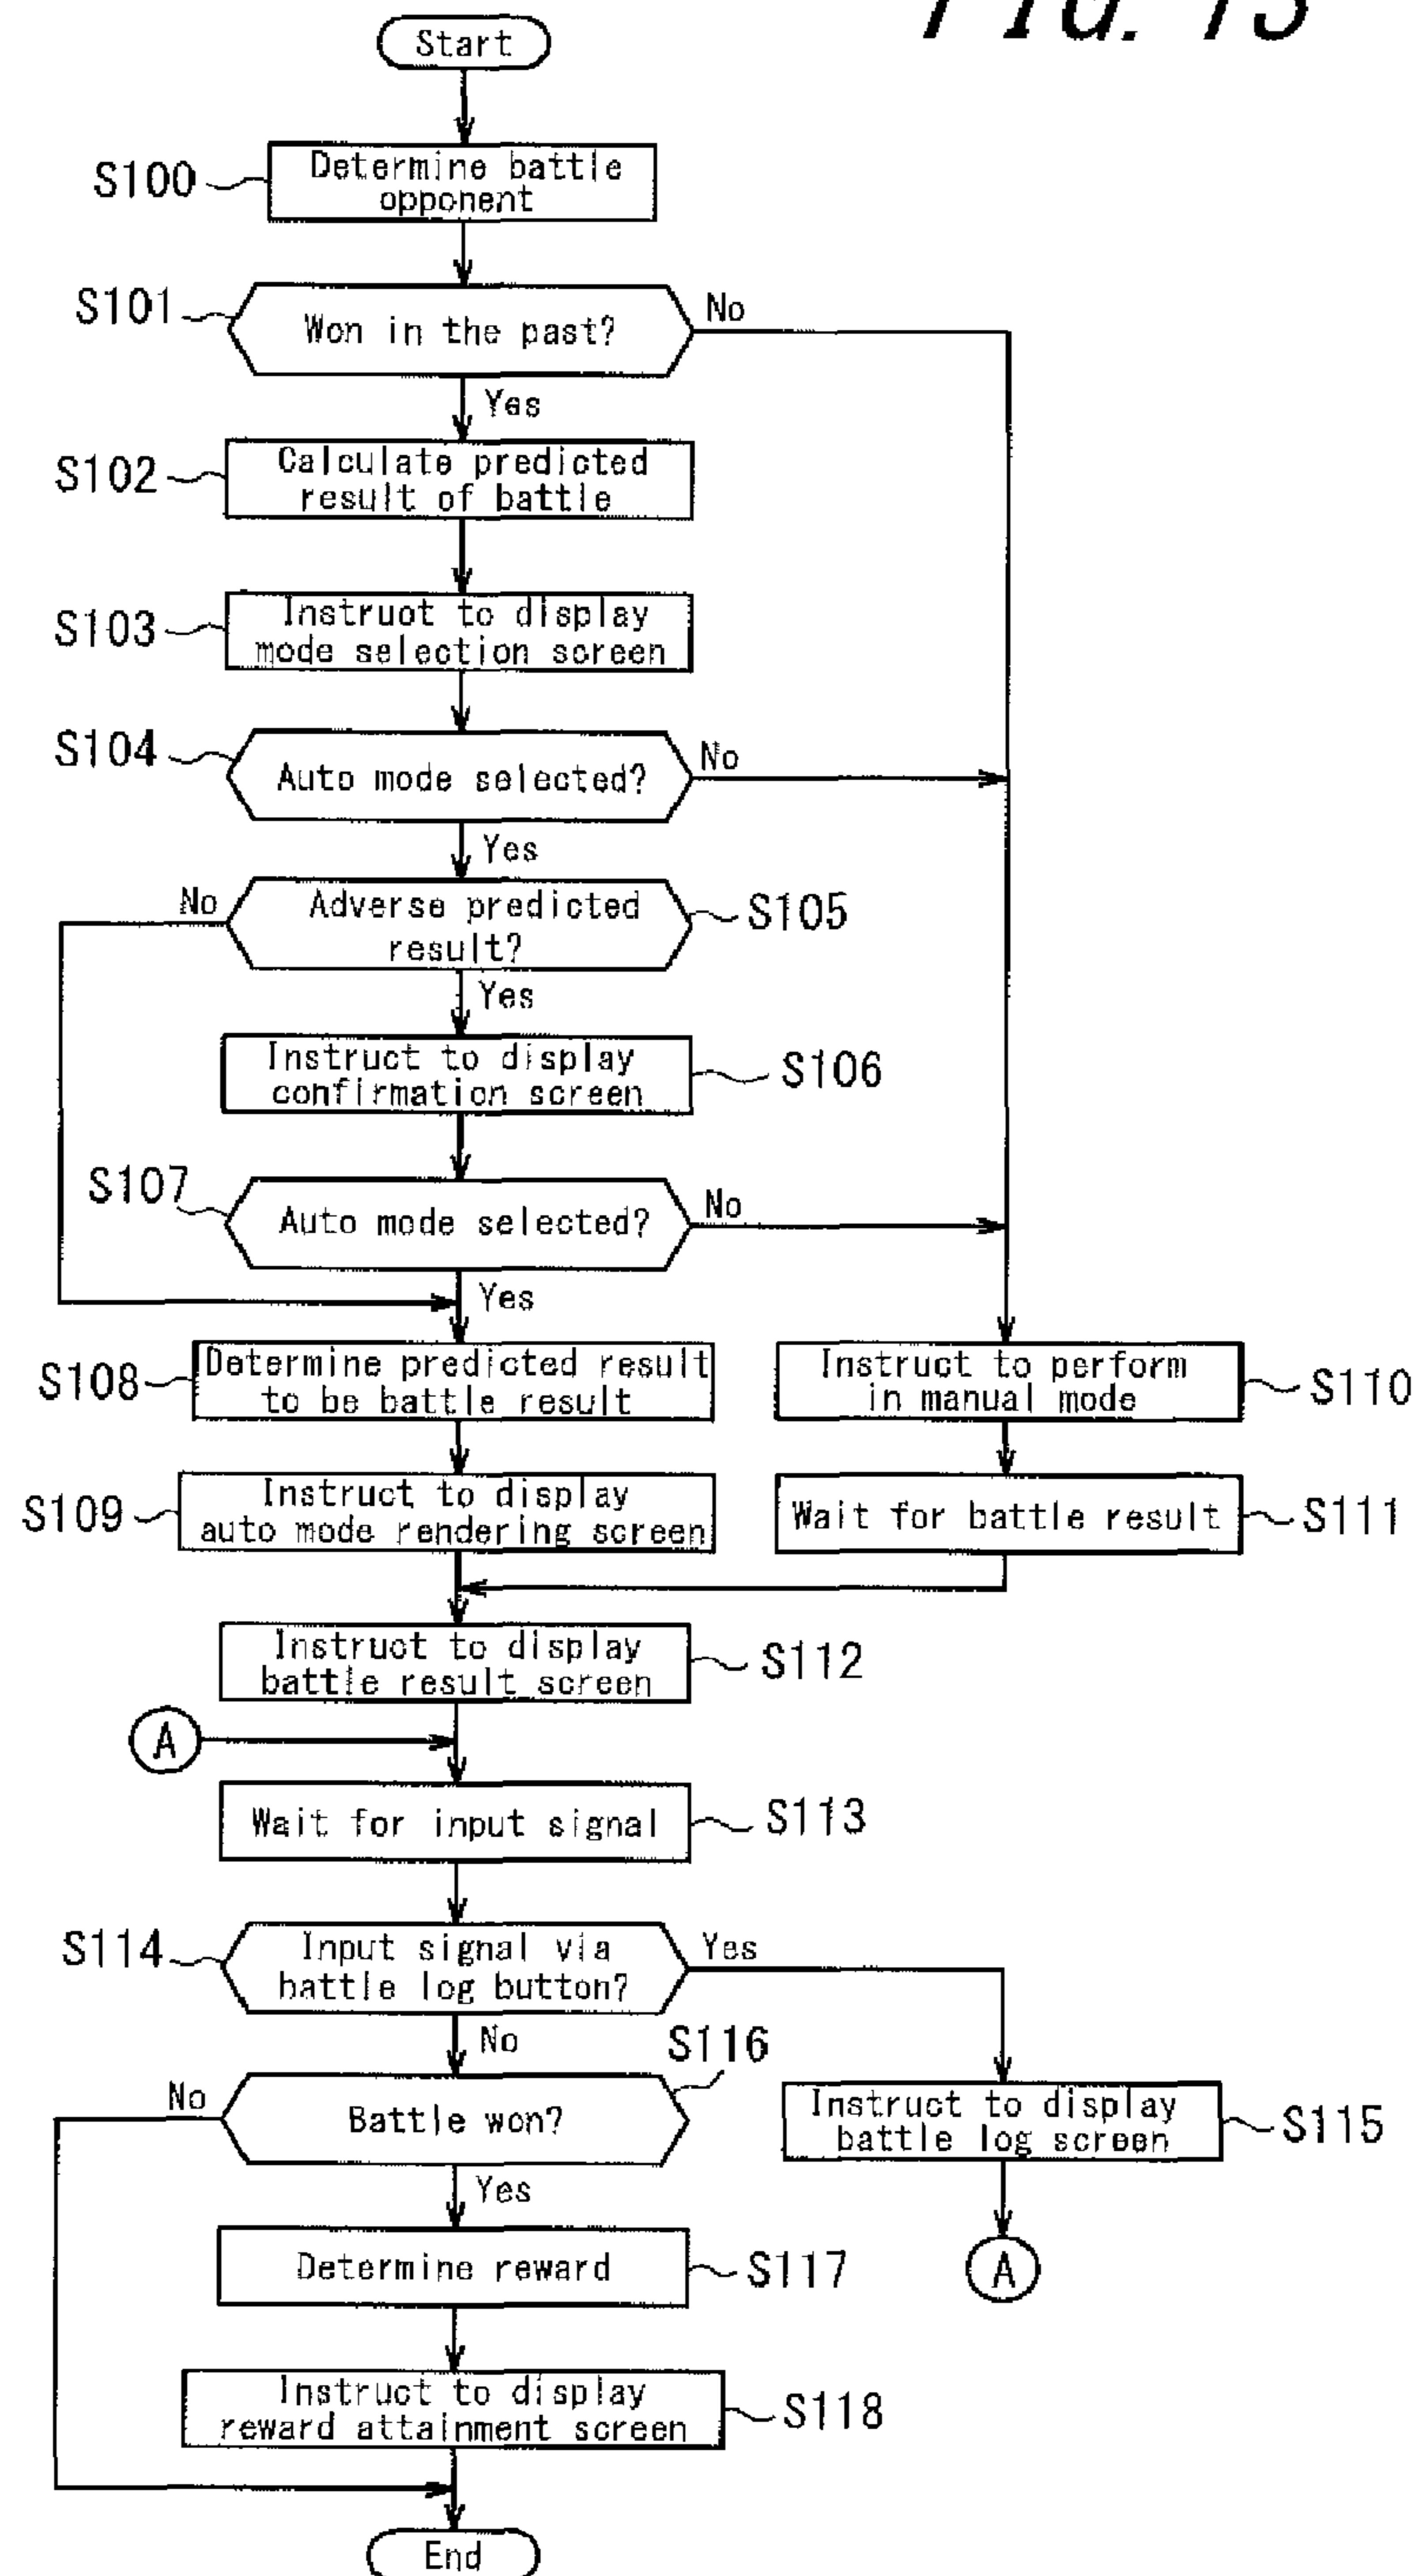 FIG. 13
Start
S100
Determine battle
opponent
S101
Won in the past?
No
Yes
S102
Calculate predicted
result of battle
S103
Instruct to display
mode selection screen
S104
Auto mode selected?
No
Yes
No
Adverse predicted
result?
S105
Yes
Instruct to display
confirmation screen
S106
S107
Auto mode selected?
No
Yes
S108
Determine predicted result
to be battle result
Instruct to perform
in manual mode
S110
S109
Instruct to display
auto mode rendering screen
Wait for battle result
S111
Instruct to display
battle result screen
S112
A
Wait for input signal
S113
S114
Input signal via
battle log button?
Yes
No
S116
No
Battle won?
Instruct to display
battle log screen
S115
Yes
Determine reward
S117
A
Instruct to display
reward attainment screen
S118
End